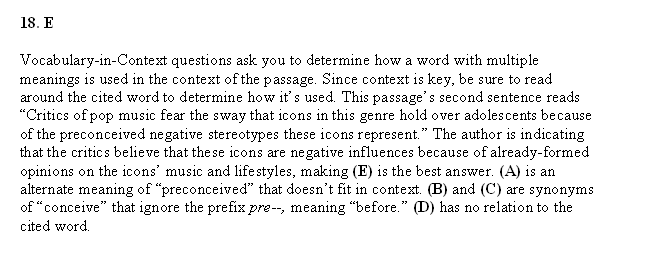 18. E
Vocabulary-in-Context questions ask you to determine how a word with multiple
meanings is used in the context of the passage. Since context is key, be sure to read
around the cited word to determine how it's used. This passage's second sentence reads
“Critics of pop music fear the sway that icons in this genre hold over adolescents because
of the preconceived negative stereotypes these icons represent.” The author is indicating
that the critics believe that these icons are negative influences because of already-formed
opinions on the icons' music and lifestyles, making (E) is the best answer. (A) is an
alternate meaning of “preconceived” that doesn't fit in context. (B) and (C) are synonyms
of “conceive” that ignore the prefix pre--, meaning “before.” (D) has no relation to the
cited word.